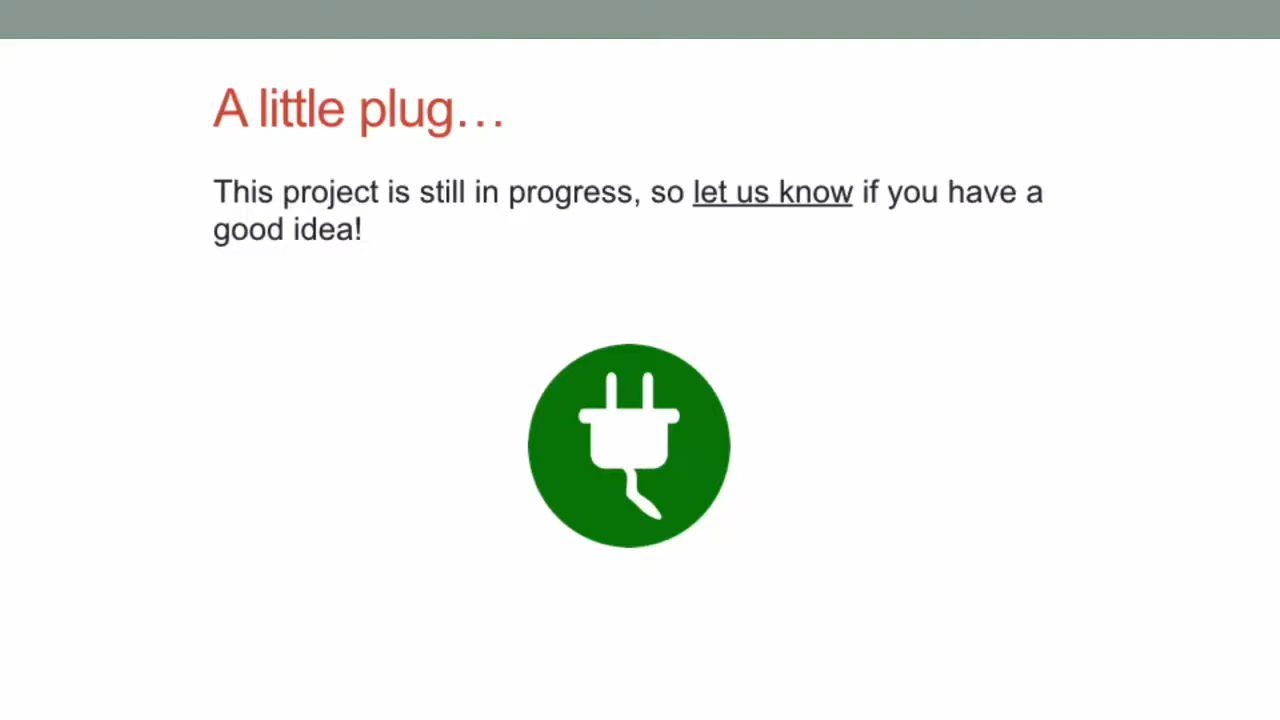 A little plug…
This project is still in progress, so let us know if you have a
good idea!